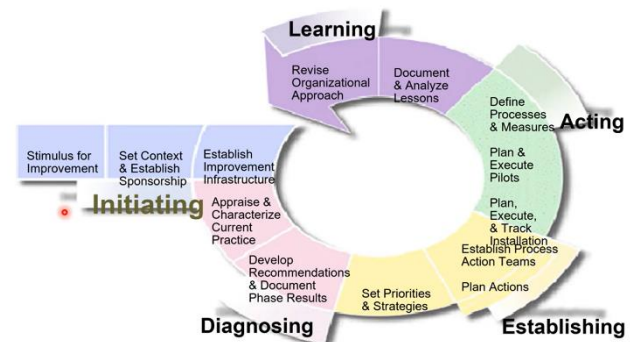 Learning
Revise
Organizational
Approach
Document
& Analyze
Lessons
Define
Processes
& Measures
Acting
Plan &
Execute
Pilots
Plan,
Execute,
& Track
Installation
Stimulus for
Improvement
Set Context
& Establish
Sponsorship
Establish
Improvement
Infrastructure
Initiating
Appraise &
Characterize
Current
Practice
Develop
Recommendations
& Document
Phase Results
Diagnosing
Set Priorities
& Strategies
Establish Process
Action Teams
Plan Actions
Establishing